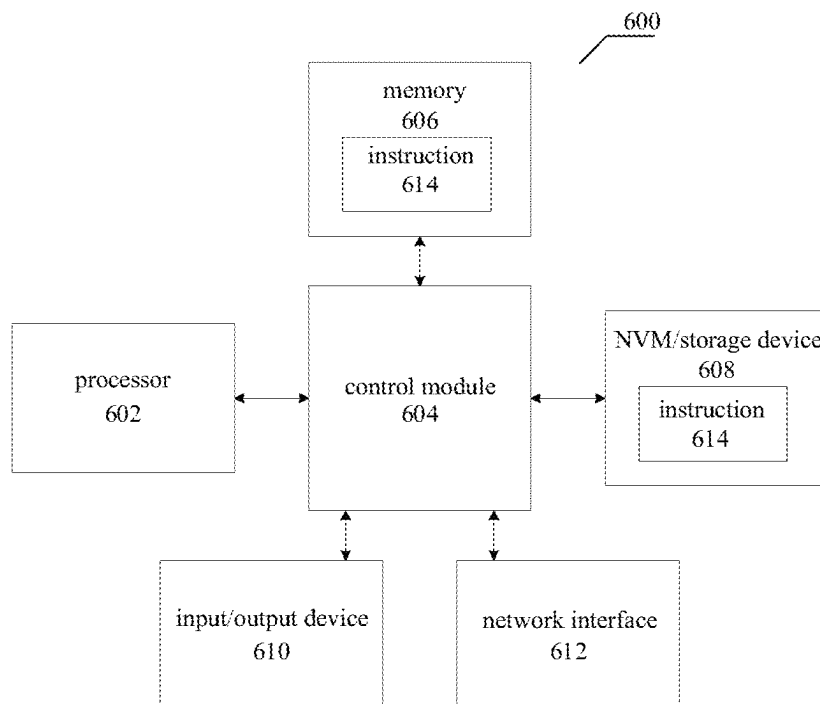 600
memory
606
instruction
614
processor
602
control module
604
NVM/storage device
608
instruction
614
input/output device
610
network interface
612